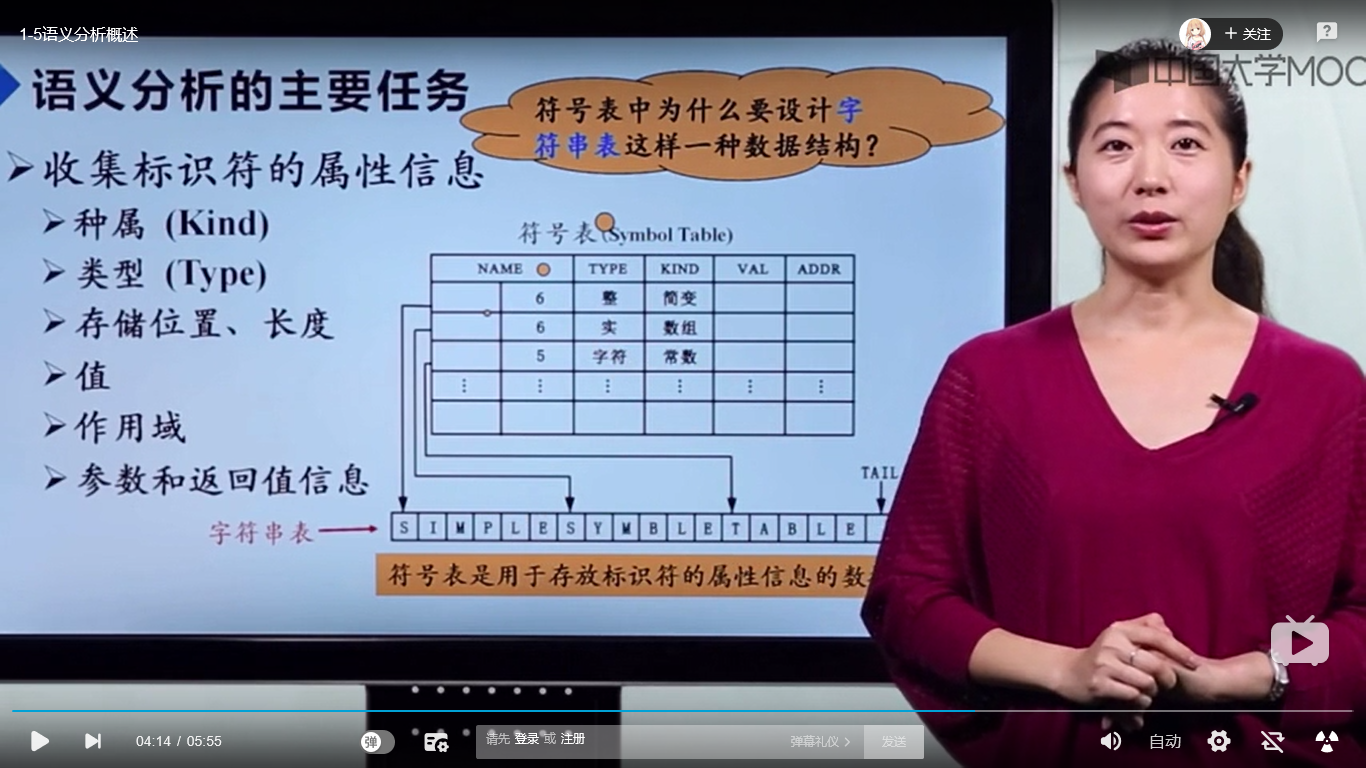 1-5语义分析概述
+ 关注
中国大学MOC
语义分析的主要任务
符号表中为什么要设计字
符串表这样一种数据结构？
收集标识符的属性信息
种属 (Kind)
类型 (Type)
存储位置、长度
值
作用域
参数和返回值信息
符号表 (Symbol Table)
NAME TYPE KIND VAL ADDR
6 整 简变
6 实 数组
5 字符 常数
⋮ ⋮ ⋮ ⋮ ⋮ ⋮
TAIL
字符串表
S I M P L E S Y M B L E T A B L E
符号表是用于存放标识符的属性信息的数
04:14 / 05:55
弹
请先 登录 或 注册
弹幕礼仪 >
发送
自动